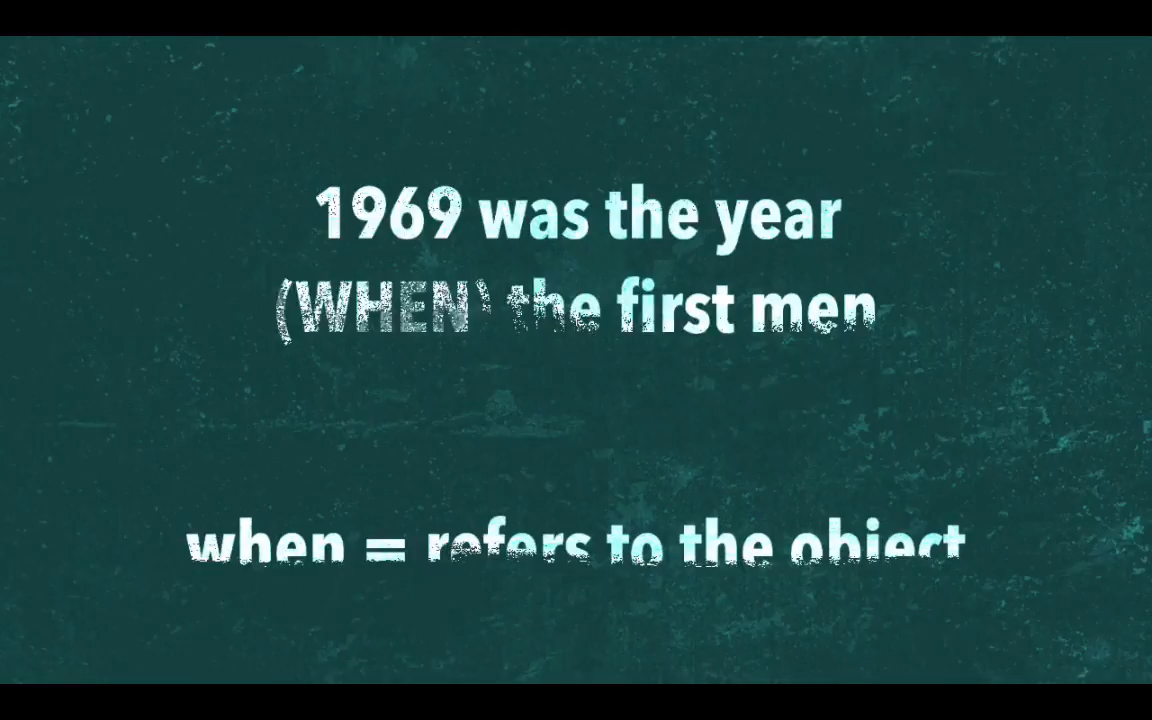 1969 was the year
(WHEN) the first men
when = refers to the object